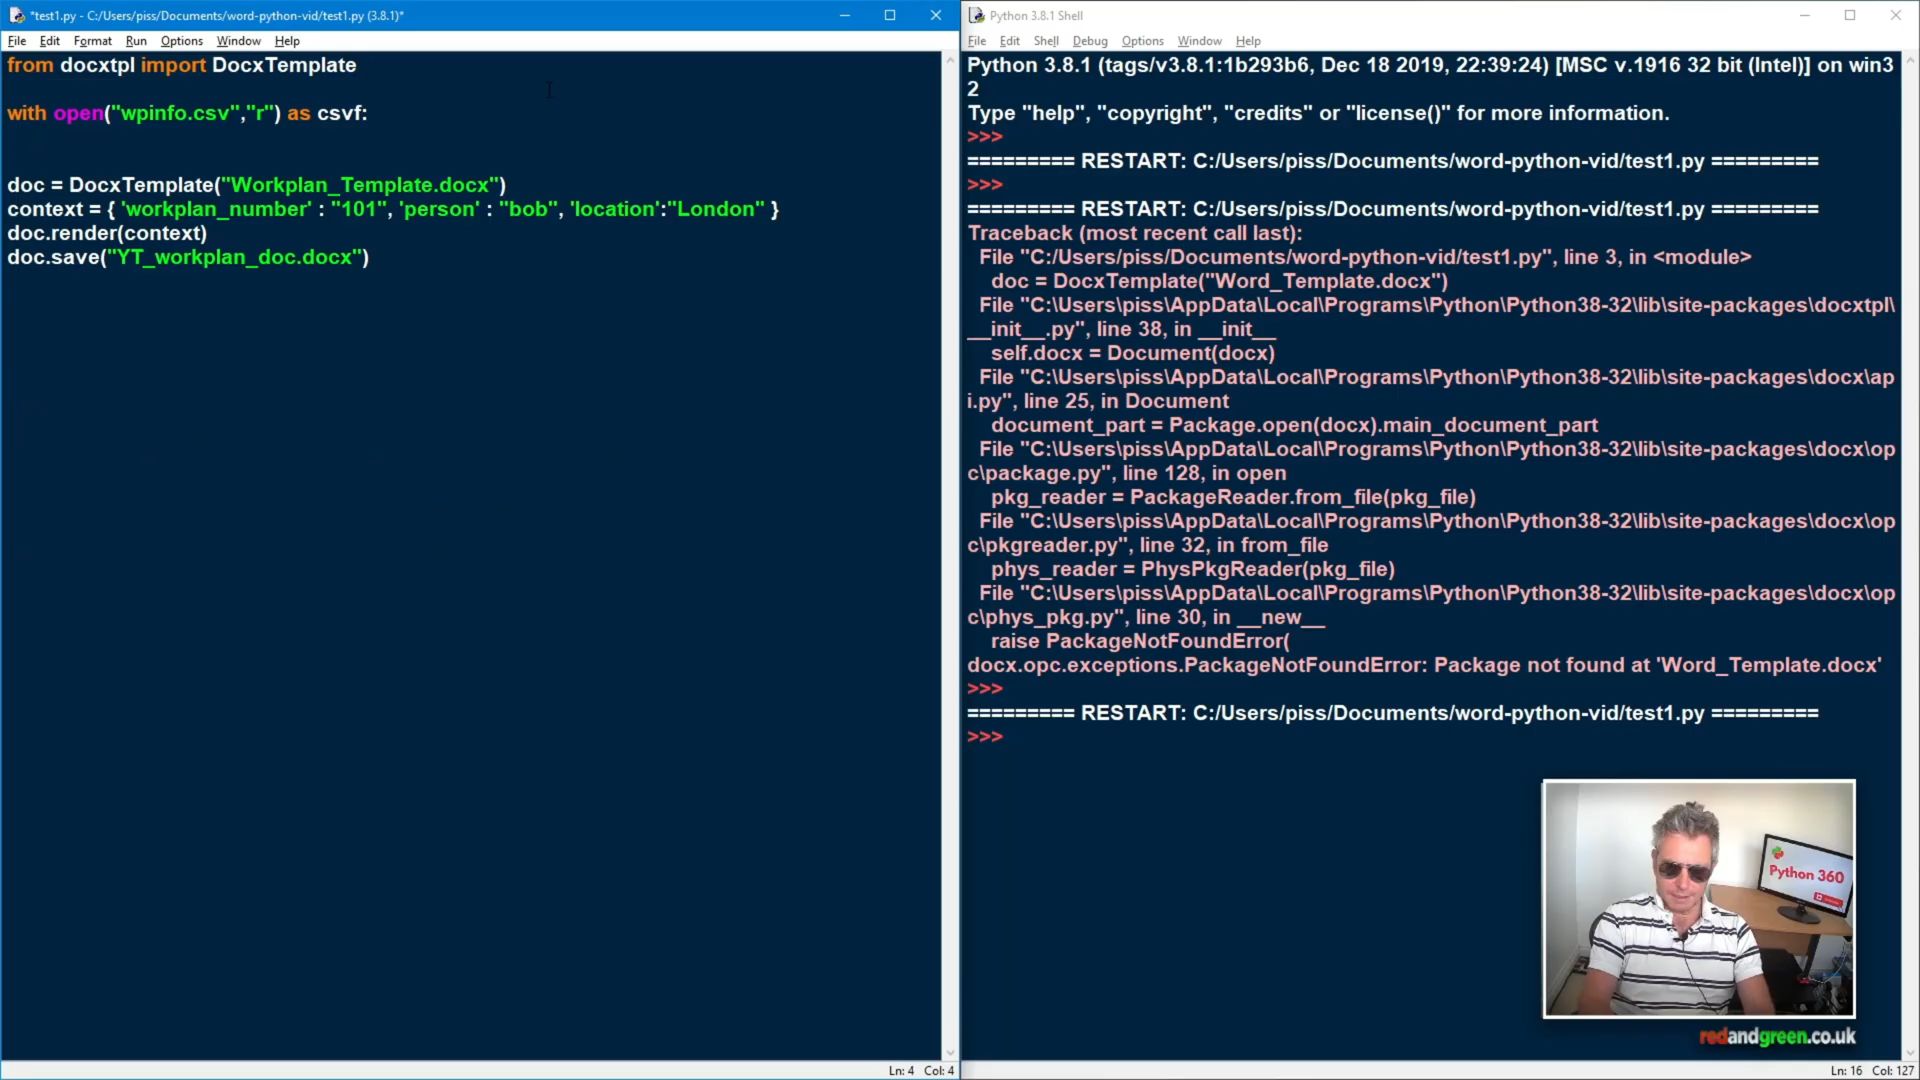 *test1.py - C:/Users/piss/Documents/word-python-vid/test1.py (3.8.1)*
File Edit Format Run Options Window Help
from docxtpl import DocxTemplate
with open("wpinfo.csv","r") as csvf:
doc = DocxTemplate("Workplan_Template.docx")
context = { 'workplan_number' : "101", 'person' : "bob", 'location':"London" }
doc.render(context)
doc.save("YT_workplan_doc.docx")
Ln: 4 Col: 4
Python 3.8.1 Shell
File Edit Shell Debug Options Window Help
Python 3.8.1 (tags/v3.8.1:1b293b6, Dec 18 2019, 22:39:24) [MSC v.1916 32 bit (Intel)] on win3
2
Type "help", "copyright", "credits" or "license()" for more information.
>>>
========= RESTART: C:/Users/piss/Documents/word-python-vid/test1.py =========
>>>
========= RESTART: C:/Users/piss/Documents/word-python-vid/test1.py =========
Traceback (most recent call last):
File "C:/Users/piss/Documents/word-python-vid/test1.py", line 3, in <module>
doc = DocxTemplate("Word_Template.docx")
File "C:\Users\piss\AppData\Local\Programs\Python\Python38-32\lib\site-packages\docxtpl\
__init__.py", line 38, in __init__
self.docx = Document(docx)
File "C:\Users\piss\AppData\Local\Programs\Python\Python38-32\lib\site-packages\docx\ap
i.py", line 25, in Document
document_part = Package.open(docx).main_document_part
File "C:\Users\piss\AppData\Local\Programs\Python\Python38-32\lib\site-packages\docx\op
c\package.py", line 128, in open
pkg_reader = PackageReader.from_file(pkg_file)
File "C:\Users\piss\AppData\Local\Programs\Python\Python38-32\lib\site-packages\docx\op
c\pkgreader.py", line 32, in from_file
phys_reader = PhysPkgReader(pkg_file)
File "C:\Users\piss\AppData\Local\Programs\Python\Python38-32\lib\site-packages\docx\op
c\phys_pkg.py", line 30, in __new__
raise PackageNotFoundError(
docx.opc.exceptions.PackageNotFoundError: Package not found at 'Word_Template.docx'
>>>
========= RESTART: C:/Users/piss/Documents/word-python-vid/test1.py =========
>>>
Python 360
redandgreen.co.uk
Ln: 16 Col: 127